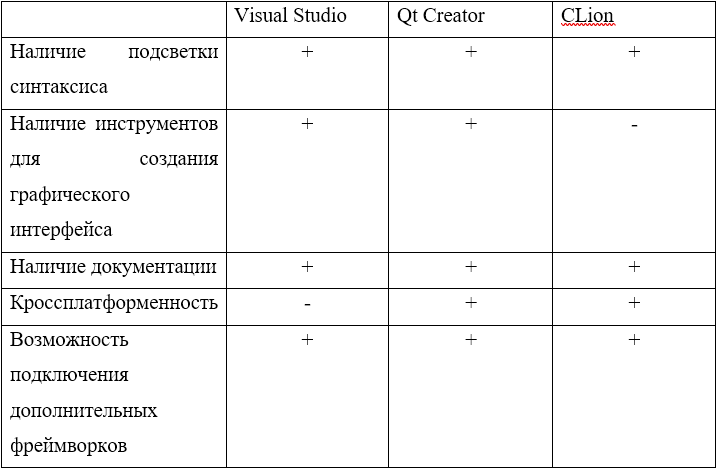 Visual Studio Qt Creator CLion
Наличие подсветки + + +
синтаксиса
Наличие инструментов + + -
для создания
графического
интерфейса
Наличие документации + + +
Кроссплатформенность - + +
Возможность + + +
подключения
дополнительных
фреймворков